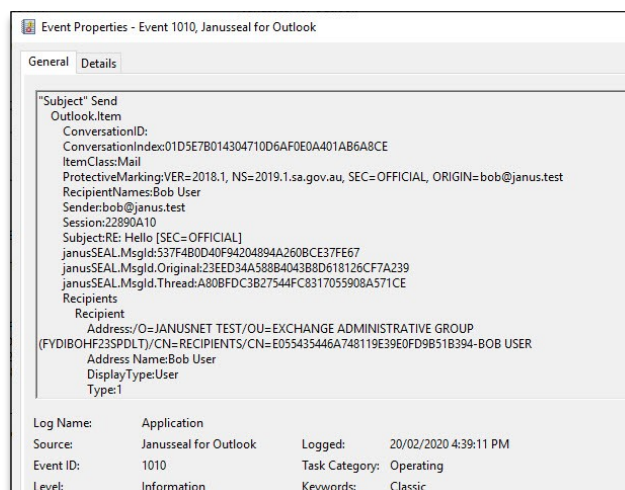 Event Properties - Event 1010, Janusseal for Outlook
General Details
"Subject" Send
Outlook.Item
ConversationID:
ConversationIndex:01D5E7B014304710D6AF0E0A401AB6A8CE
ItemClass:Mail
ProtectiveMarking:VER=2018.1, NS=2019.1.sa.gov.au, SEC=OFFICIAL, ORIGIN=bob@janus.test
RecipientNames:Bob User
Sender:bob@janus.test
Session:22890A10
Subject:RE: Hello [SEC=OFFICIAL]
janusSEAL.MsgId:537F4B0D40F94204894A260BCE37FE67
janusSEAL.MsgId.Original:23EED34A588B4043B8D618126CF7A239
janusSEAL.MsgId.Thread:A80BFDC3B27544FC8317055908A571CE
Recipients
Recipient
Address:/O=JANUSNET TEST/OU=EXCHANGE ADMINISTRATIVE GROUP
(FYDIBOHF23SPDLT)/CN=RECIPIENTS/CN=E055435446A748119E39E0FD9B51B394-BOB USER
Address Name:Bob User
DisplayType:User
Type:1
Log Name: Application
Source: Janusseal for Outlook Logged: 20/02/2020 4:39:11 PM
Event ID: 1010 Task Category: Operating
Level: Information Keywords: Classic